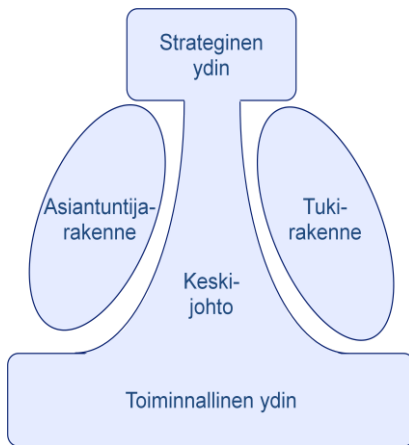 Strateginen
ydin
Asiantuntija-
rakenne
Tuki-
rakenne
Keski-
johto
Toiminnallinen ydin